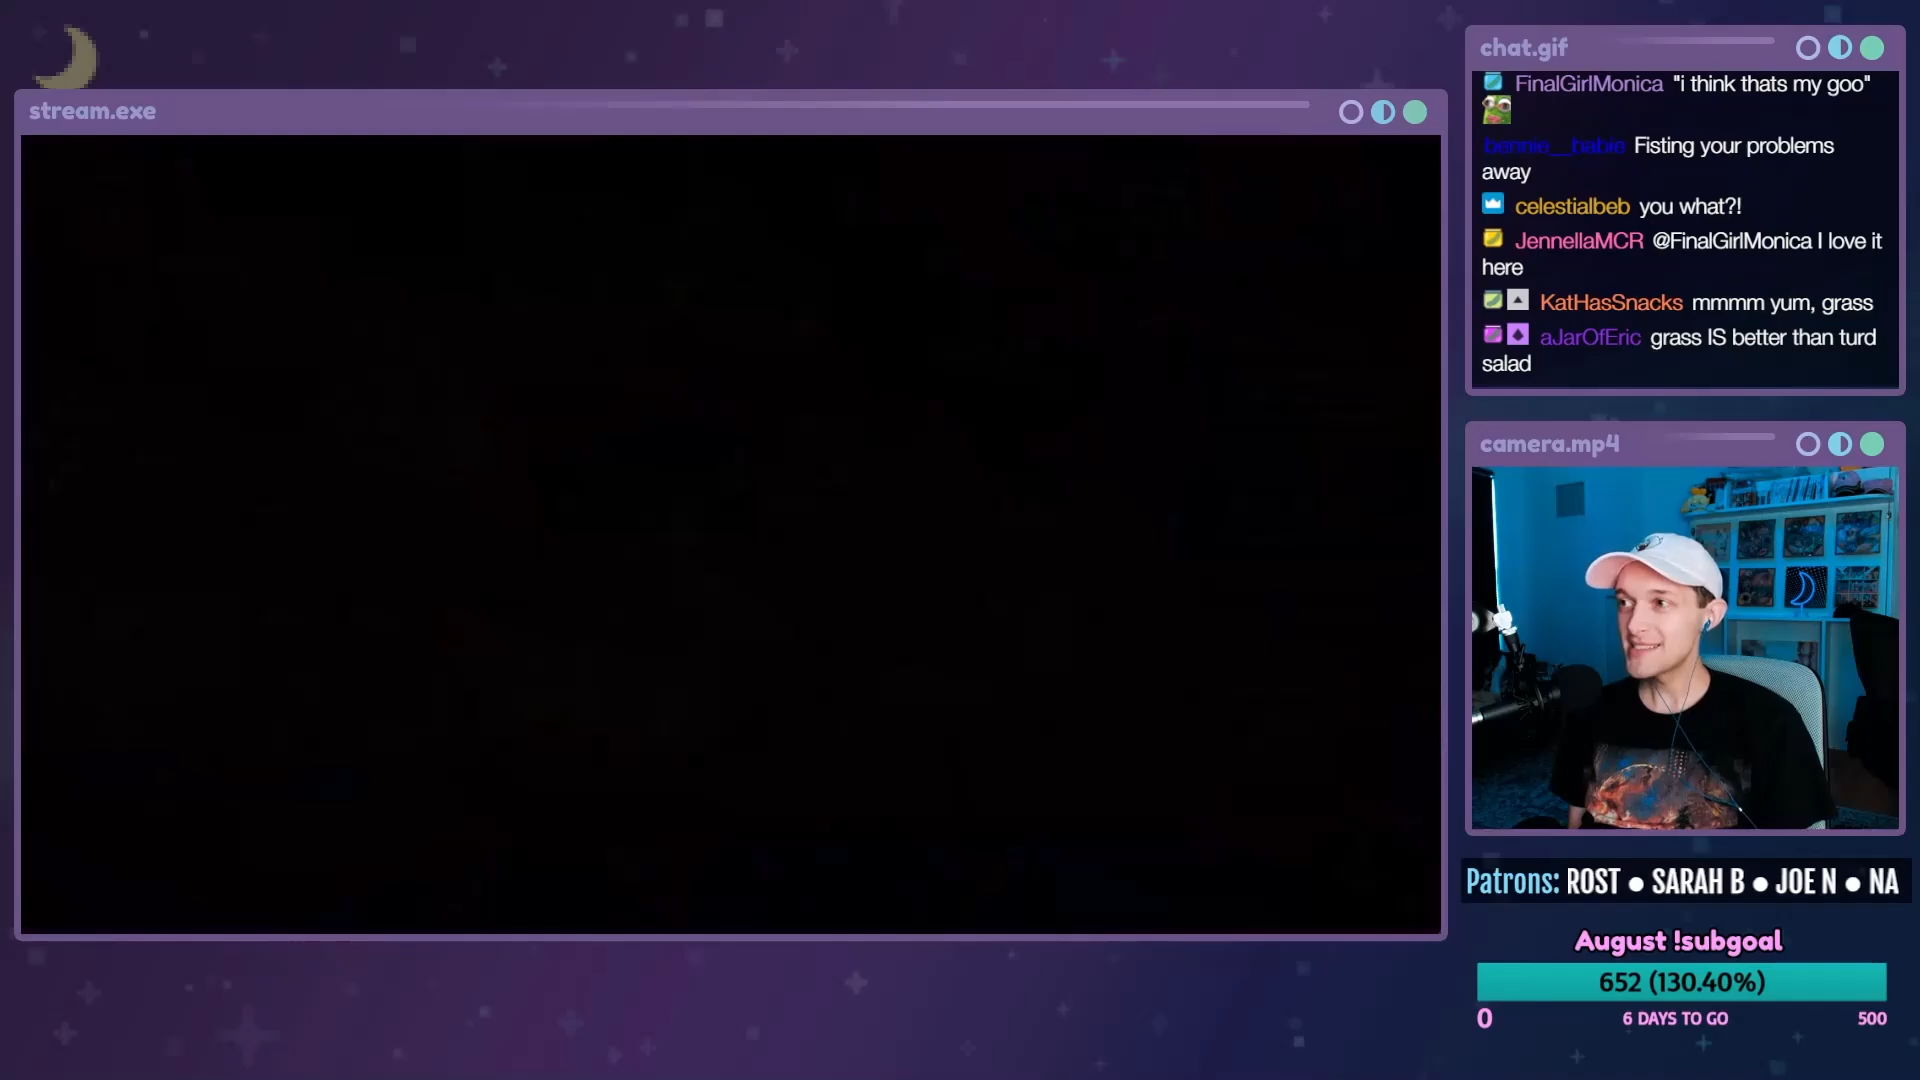 stream.exe
chat.gif
FinalGirlMonica "i think thats my goo"
bennie__babie Fisting your problems
away
celestialbeb you what?!
JennellaMCR @FinalGirlMonica I love it
here
KatHasSnacks mmmm yum, grass
aJarOfEric grass IS better than turd
salad
camera.mp4
Patrons: ROST ● SARAH B ● JOE N ● NA
August !subgoal
652 (130.40%)
0 6 DAYS TO GO 500